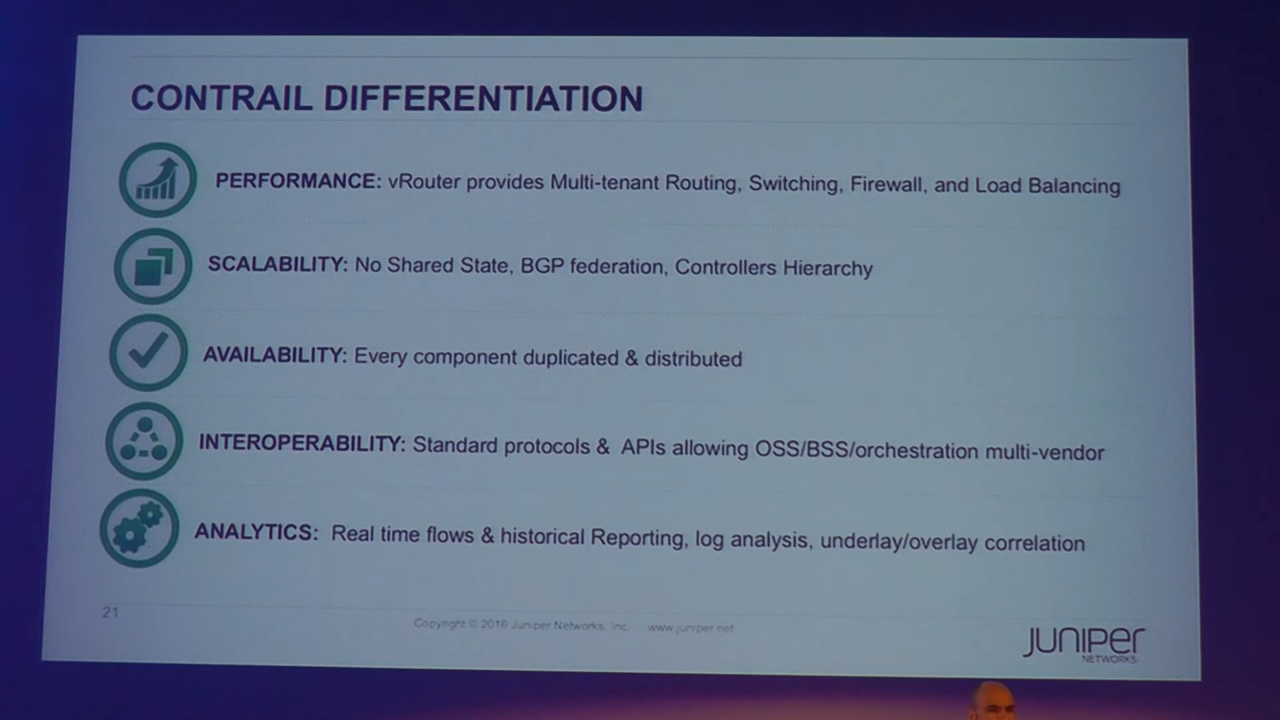 CONTRAIL DIFFERENTIATION
PERFORMANCE: vRouter provides Multi-tenant Routing, Switching, Firewall, and Load Balancing
SCALABILITY: No Shared State, BGP federation, Controllers Hierarchy
AVAILABILITY: Every component duplicated & distributed
INTEROPERABILITY: Standard protocols & APIs allowing OSS/BSS/orchestration multi-vendor
ANALYTICS: Real time flows & historical Reporting, log analysis, underlay/overlay correlation
21
Copyright © 2016 Juniper Networks, Inc. www.juniper.net
JUNIPER
NETWORKS